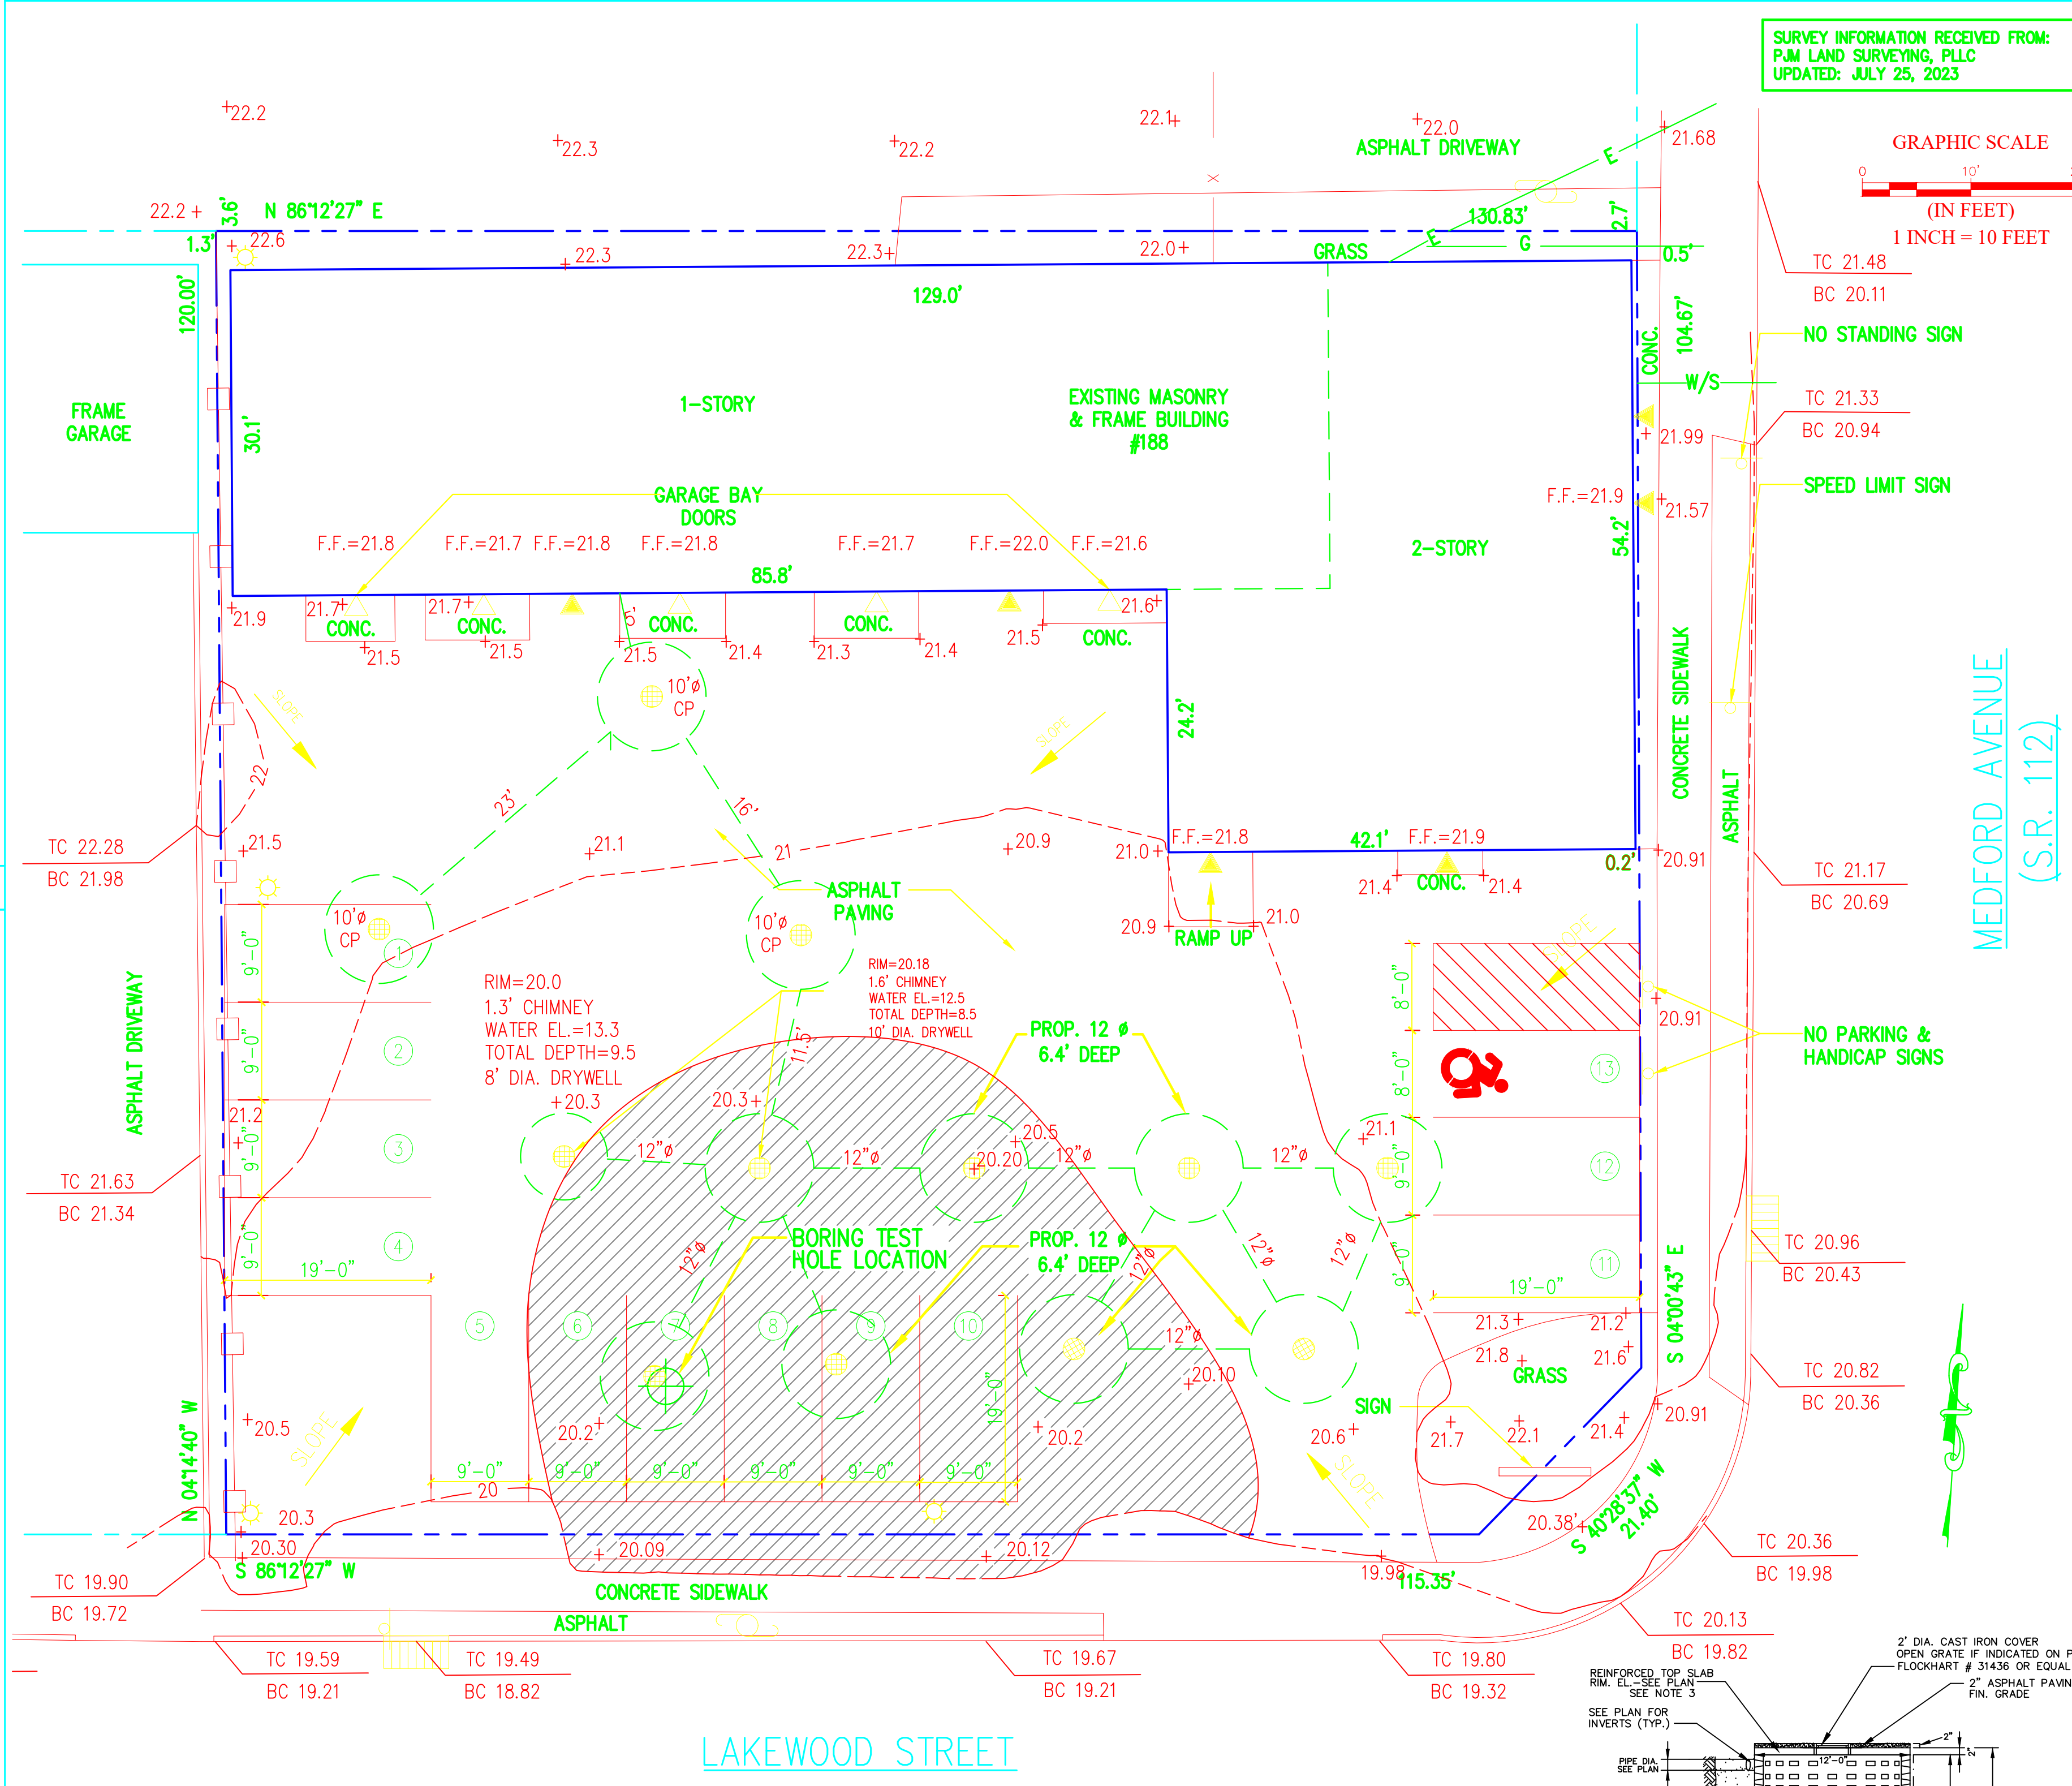 SURVEY INFORMATION RECEIVED FROM:
PJM LAND SURVEYING, PLLC
UPDATED: JULY 25, 2023
GRAPHIC SCALE
0 10'
(IN FEET)
1 INCH = 10 FEET
22.2
22.3
22.2
22.1
22.0
21.68
ASPHALT DRIVEWAY
E
X
22.2
3.6'
N 86°12'27" E
130.83'
2.7'
1.3'
22.6
22.3
22.3
22.0
GRASS
E
G
0.5'
TC 21.48
BC 20.11
120.00'
129.0'
104.67'
CONC.
NO STANDING SIGN
W/S
FRAME
GARAGE
30.1'
1-STORY
EXISTING MASONRY
& FRAME BUILDING
#188
TC 21.33
BC 20.94
21.99
GARAGE BAY
DOORS
F.F.=21.9
21.57
SPEED LIMIT SIGN
F.F.=21.8
F.F.=21.7
F.F.=21.8
F.F.=21.8
F.F.=21.7
F.F.=22.0
F.F.=21.6
2-STORY
54.2'
85.8'
21.9
21.7
CONC.
21.5
21.7
CONC.
21.5
5'
CONC.
21.5
21.4
CONC.
21.3
21.4
21.6
21.5
CONC.
CONCRETE SIDEWALK
MEDFORD AVENUE
(S.R. 112)
10'ø
CP
SLOPE
SLOPE
24.2'
22
23'
16'
ASPHALT
TC 22.28
BC 21.98
21.5
21.1
21
20.9
21.0
F.F.=21.8
42.1'
F.F.=21.9
0.2'
20.91
TC 21.17
BC 20.69
21.4
CONC.
21.4
ASPHALT
PAVING
10'ø
CP
10'ø
CP
20.9
21.0
RAMP UP
SLOPE
9'-0"
1
8'-0"
ASPHALT DRIVEWAY
RIM=20.0
1.3' CHIMNEY
WATER EL.=13.3
TOTAL DEPTH=9.5
8' DIA. DRYWELL
RIM=20.18
1.6' CHIMNEY
WATER EL.=12.5
TOTAL DEPTH=8.5
10' DIA. DRYWELL
11.5'
PROP. 12 ø
6.4' DEEP
20.91
NO PARKING &
HANDICAP SIGNS
9'-0"
2
8'-0"
13
20.3
20.3
20.5
21.1
21.2
9'-0"
3
12"ø
12"ø
20.20
12"ø
12"ø
9'-0"
12
TC 21.63
BC 21.34
9'-0"
4
BORING TEST
HOLE LOCATION
12"ø
PROP. 12 ø
6.4' DEEP
12"ø
12"ø
12"ø
9'-0"
11
TC 20.96
BC 20.43
19'-0"
19'-0"
5
6
7
8
9
10
12"ø
21.3
21.2
21.8
21.6
GRASS
S 04°00'43" E
TC 20.82
BC 20.36
20.10
19'-0"
SIGN
20.91
N 04°14'40" W
20.5
SLOPE
20.2
20.2
20.6
21.7
22.1
21.4
SLOPE
9'-0"
9'-0"
9'-0"
9'-0"
9'-0"
9'-0"
20
20.3
20.38'
S 40°28'37" W
21.40'
20.30
S 86°12'27" W
20.09
20.12
19.98
115.35'
TC 20.36
BC 19.98
TC 19.90
BC 19.72
CONCRETE SIDEWALK
ASPHALT
TC 20.13
BC 19.82
TC 19.59
BC 19.21
TC 19.49
BC 18.82
TC 19.67
BC 19.21
TC 19.80
BC 19.32
LAKEWOOD STREET
2' DIA. CAST IRON COVER
OPEN GRATE IF INDICATED ON
FLOCKHART # 31436 OR EQUAL
REINFORCED TOP SLAB
RIM. EL.-SEE PLAN
SEE NOTE 3
2" ASPHALT
FIN. GRADE
SEE PLAN FOR
INVERTS (TYP.)
2"
2"
12'-0"
PIPE DIA.
SEE PLAN